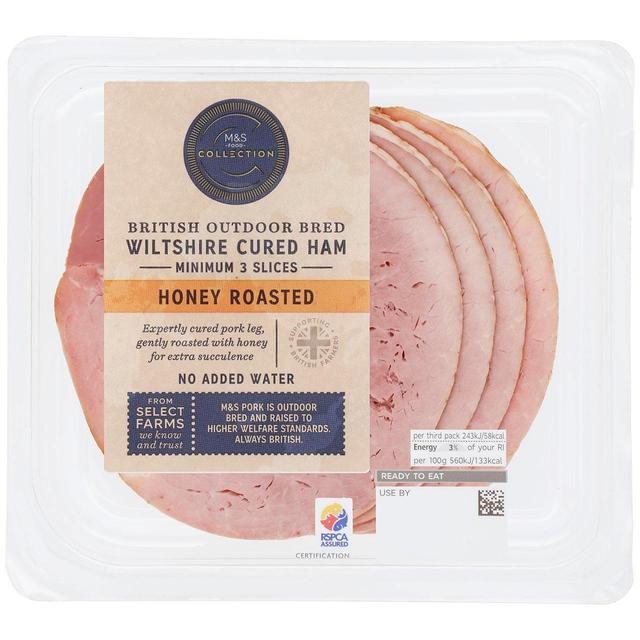 M&S
FOOD
COLLECTION
BRITISH OUTDOOR BRED
WILTSHIRE CURED HAM
MINIMUM 3 SLICES
HONEY ROASTED
Expertly cured pork leg,
gently roasted with honey
for extra succulence
SUPPORTING
BRITISH FARMERS
NO ADDED WATER
FROM
SELECT
FARMS
we know
and trust
M&S PORK IS OUTDOOR
BRED AND RAISED TO
HIGHER WELFARE STANDARDS.
ALWAYS BRITISH.
per third pack 243kJ/58kcal
Energy 3% of your RI
per 100g 560kJ/133kcal
READY TO EAT
USE BY
RSPCA
ASSURED
CERTIFICATION